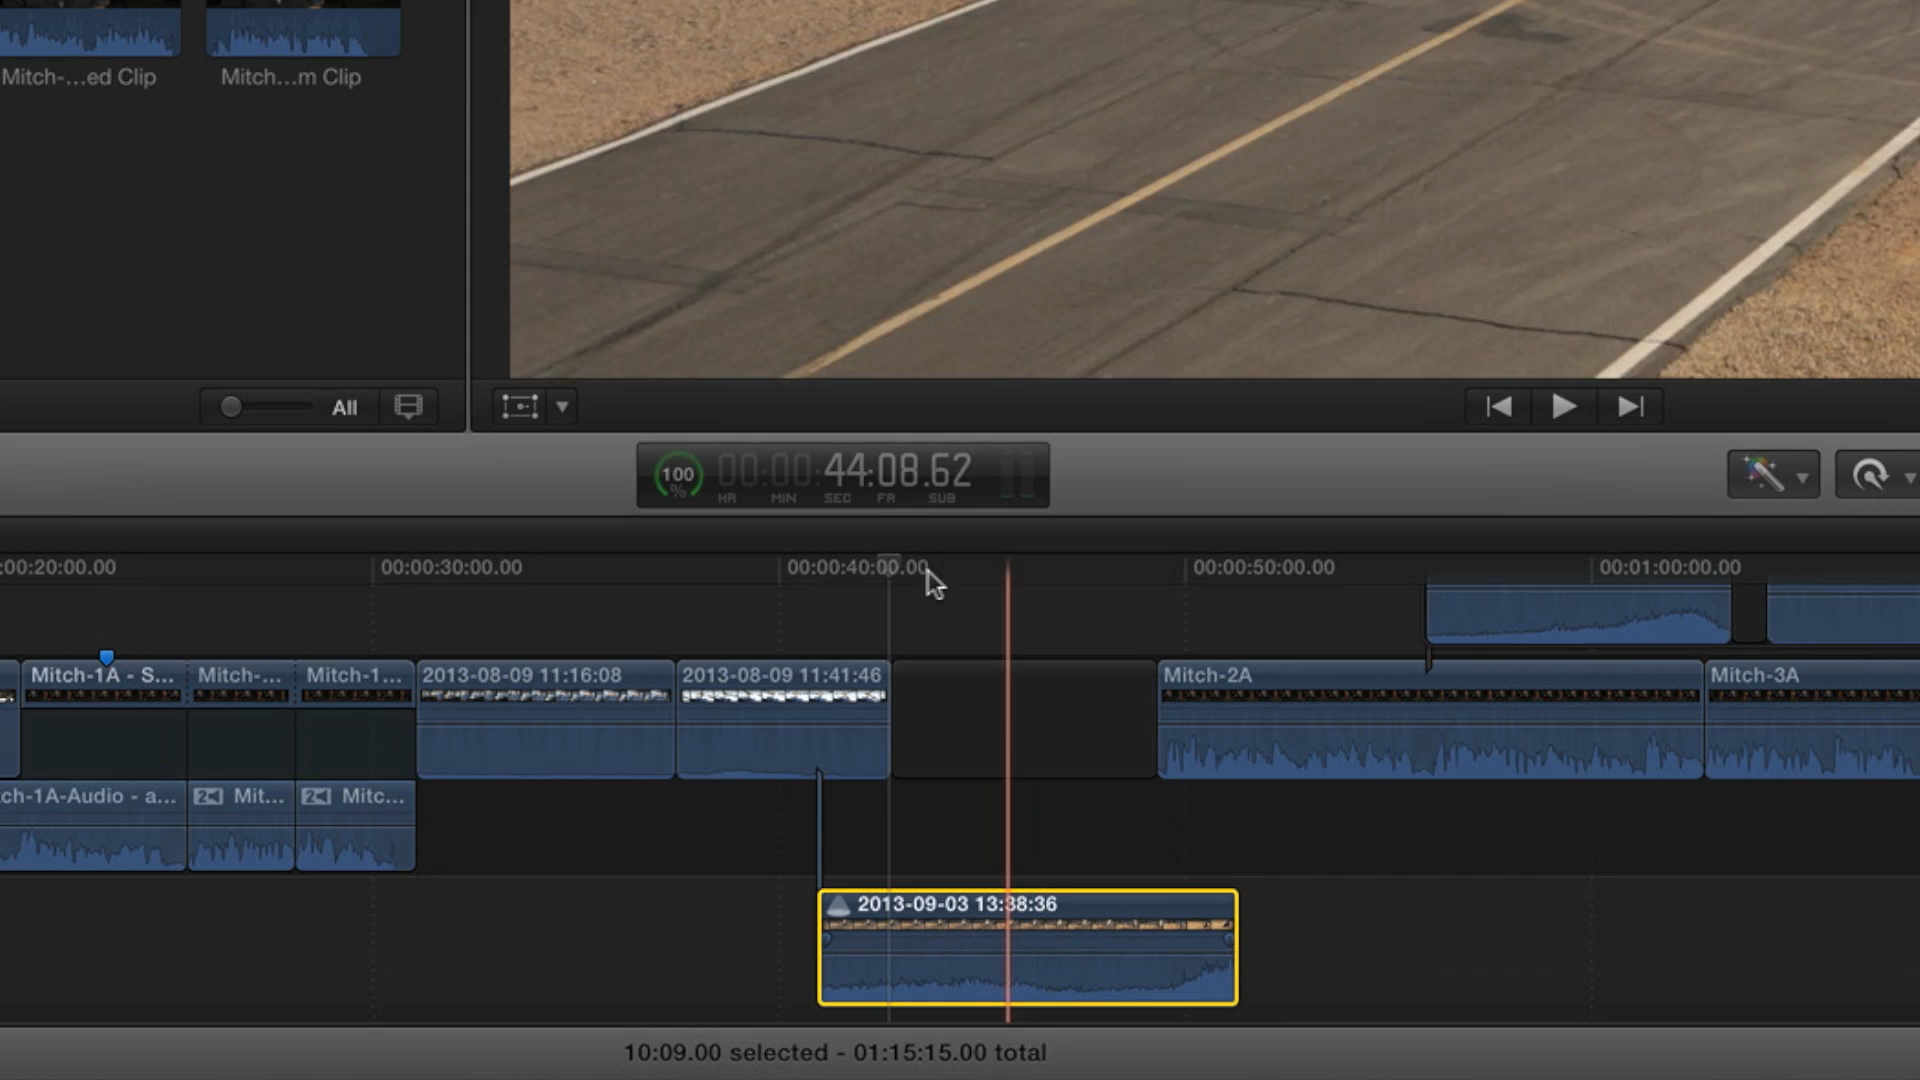 Mitch-...ed Clip
Mitch...m Clip
All
100
%
00:00:44:08.62
HR MIN SEC FR SUB
:00:20:00.00
00:00:30:00.00
00:00:40:00.00
00:00:50:00.00
00:01:00:00.00
Mitch-1A - S...
Mitch-...
Mitch-1...
2013-08-09 11:16:08
2013-08-09 11:41:46
Mitch-2A
Mitch-3A
ch-1A-Audio - a...
Mit...
Mitc...
2013-09-03 13:38:36
10:09.00 selected - 01:15:15.00 total